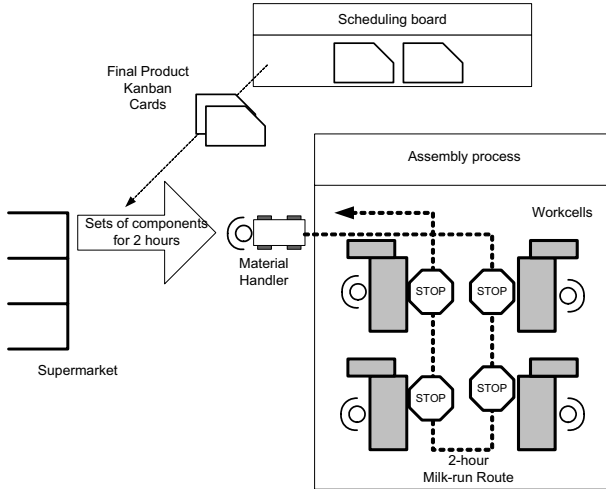 Scheduling board
Final Product
Kanban
Cards
Assembly process
Sets of components
for 2 hours
Workcells
Material
Handler
STOP
STOP
Supermarket
STOP
STOP
2-hour
Milk-run Route